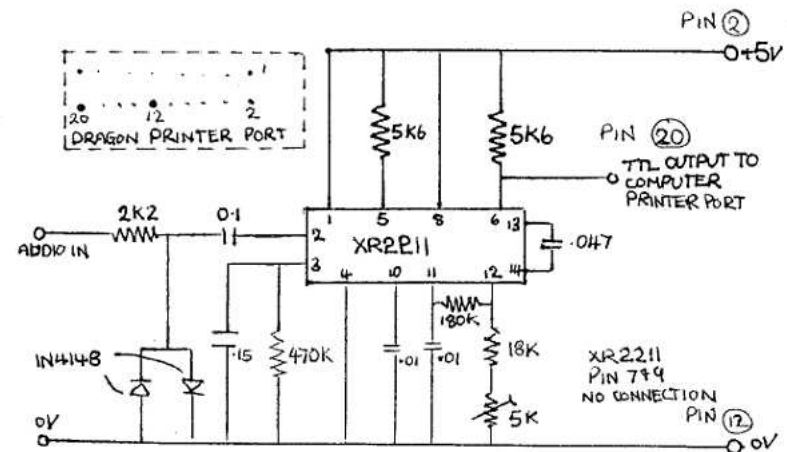 PIN 2
+5V
1
20 12 2
DRAGON PRINTER PORT
5K6
5K6
PIN 20
TTL OUTPUT TO
COMPUTER
PRINTER PORT
2K2
0.1
AUDIO IN
1 5 8 6
2
13
XR2211
.047
3
4 10 11 12 14
180K
.15
470K
.01
.01
18K
1N4148
5K
XR2211
PIN 7+9
NO CONNECTION
PIN 12
0V
0V